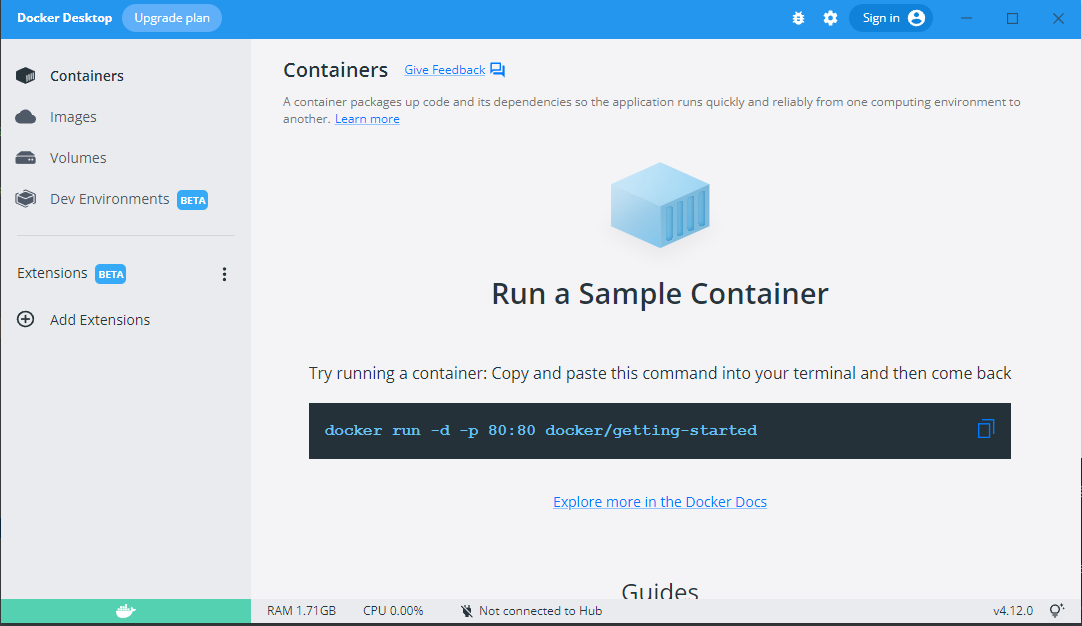 Docker Desktop
Upgrade plan
Sign in
Containers
Images
Volumes
Dev Environments BETA
Extensions BETA
Add Extensions
Containers Give Feedback
A container packages up code and its dependencies so the application runs quickly and reliably from one computing environment to
another. Learn more
Run a Sample Container
Try running a container: Copy and paste this command into your terminal and then come back
docker run -d -p 80:80 docker/getting-started
Explore more in the Docker Docs
Guides
RAM 1.71GB CPU 0.00% Not connected to Hub v4.12.0